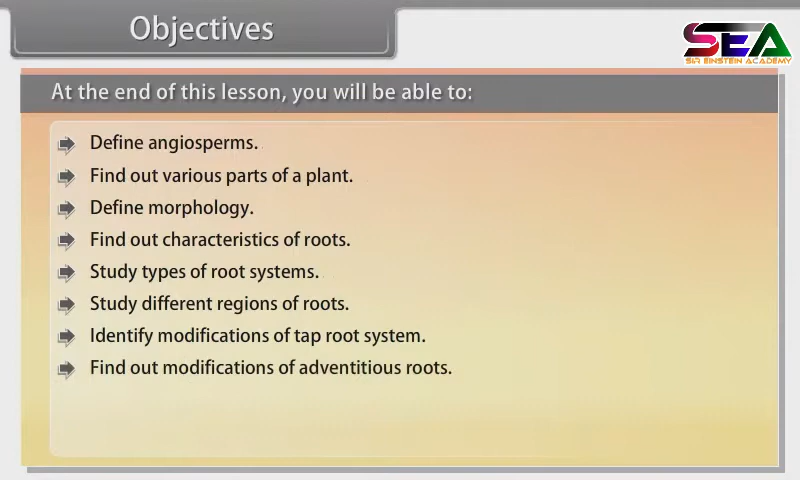 Objectives
SEA
SIR EINSTEIN ACADEMY
At the end of this lesson, you will be able to:
Define angiosperms.
Find out various parts of a plant.
Define morphology.
Find out characteristics of roots.
Study types of root systems.
Study different regions of roots.
Identify modifications of tap root system.
Find out modifications of adventitious roots.